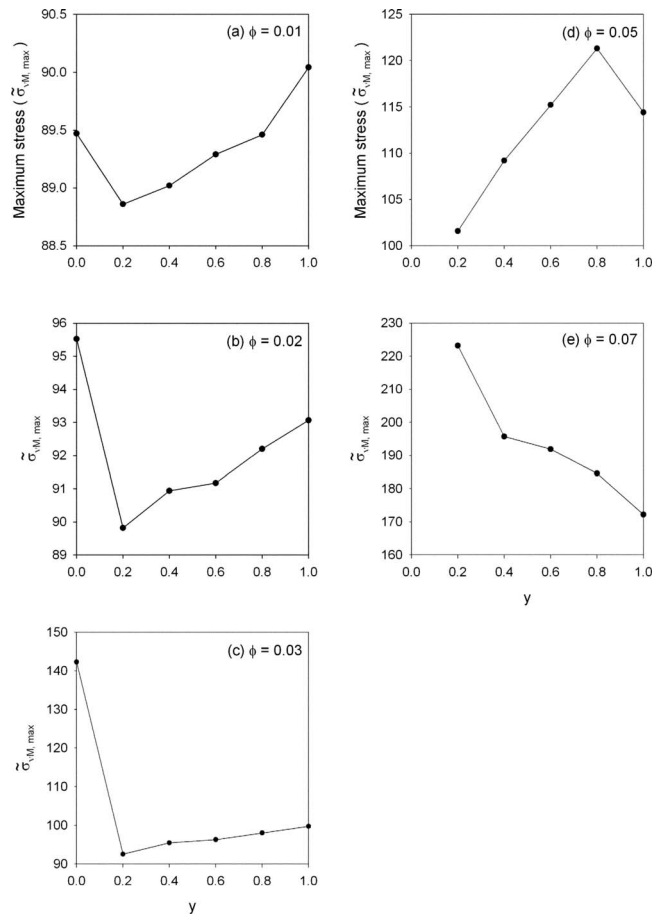 (a) ϕ = 0.01
Maximum stress ( σ̃vM, max )
90.5
90.0
89.5
89.0
88.5
0.0 0.2 0.4 0.6 0.8 1.0
(b) ϕ = 0.02
σ̃vM, max
96
95
94
93
92
91
90
89
0.0 0.2 0.4 0.6 0.8 1.0
(c) ϕ = 0.03
σ̃vM, max
150
140
130
120
110
100
90
0.0 0.2 0.4 0.6 0.8 1.0
y
(d) ϕ = 0.05
Maximum stress ( σ̃vM, max )
125
121
115
110
105
100
0.0 0.2 0.4 0.6 0.8 1.0
(e) ϕ = 0.07
σ̃vM, max
230
220
210
200
190
180
170
160
0.0 0.2 0.4 0.6 0.8 1.0
y